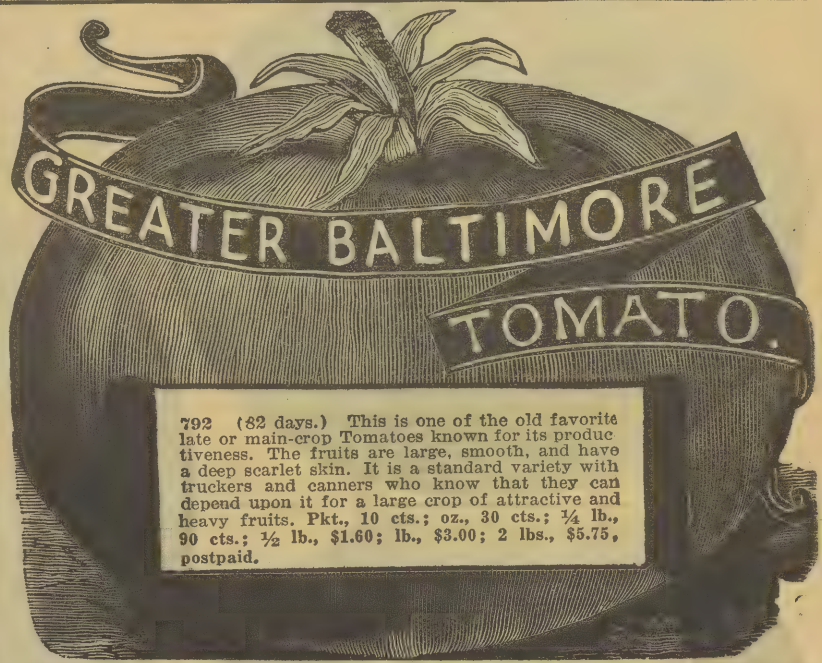 GREATER BALTIMORE
TOMATO.
792 (82 days.) This is one of the old favorite
late or main-crop Tomatoes known for its produc
tiveness. The fruits are large, smooth, and have
a deep scarlet skin. It is a standard variety with
truckers and canners who know that they can
depend upon it for a large crop of attractive and
heavy fruits. Pkt., 10 cts.; oz., 30 cts.; ¼ lb.,
90 cts.; ½ lb., $1.60; lb., $3.00; 2 lbs., $5.75,
postpaid.